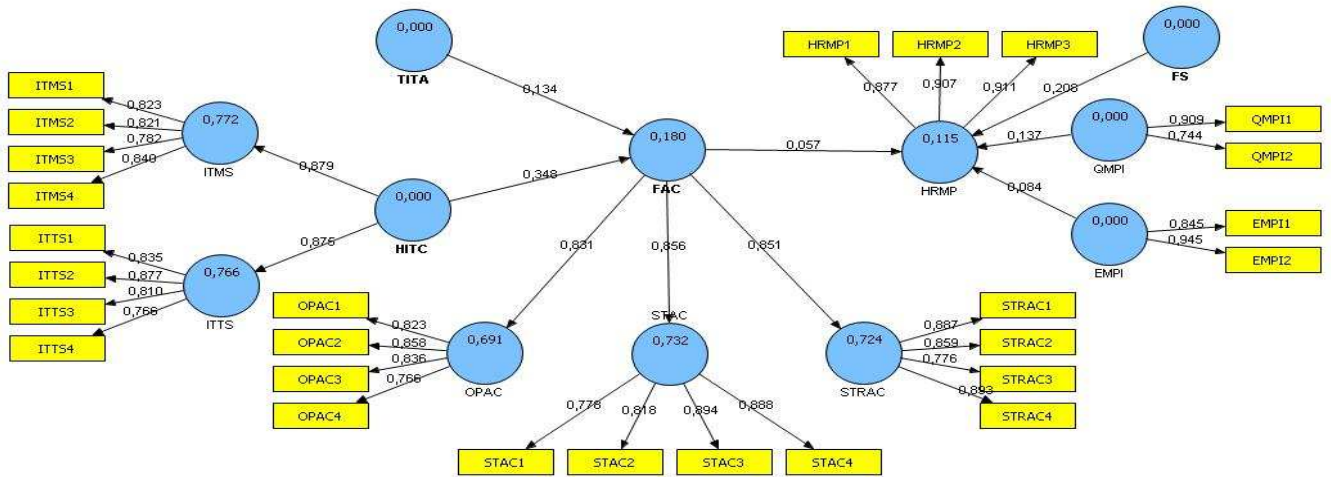 0,000
TITA
0,134
HRMP1
HRMP2
HRMP3
0,877
0,907
0,911
0,000
FS
0,208
ITMS1
ITMS2
ITMS3
ITMS4
0,823
0,821
0,782
0,840
0,772
ITMS
0,879
0,180
FAC
0,057
0,115
HRMP
0,137
0,000
QMPI
0,909
0,744
QMPI1
QMPI2
0,084
0,000
EMPI
0,845
0,945
EMPI1
EMPI2
0,348
0,000
HITC
0,875
ITTS1
ITTS2
ITTS3
ITTS4
0,835
0,877
0,810
0,766
0,766
ITTS
0,831
0,856
0,851
OPAC1
OPAC2
OPAC3
OPAC4
0,823
0,858
0,836
0,766
0,691
OPAC
STAC
0,732
0,778
0,818
0,894
0,888
STAC1
STAC2
STAC3
STAC4
0,724
STRAC
0,887
0,859
0,776
0,893
STRAC1
STRAC2
STRAC3
STRAC4